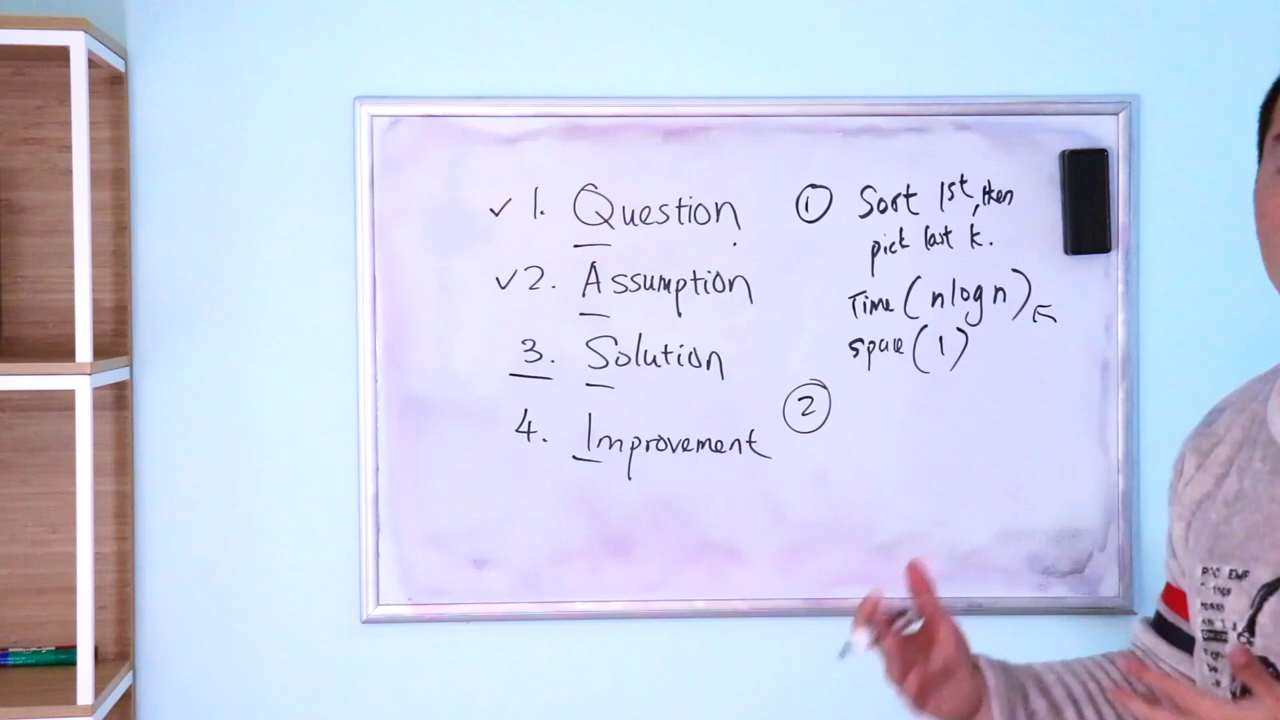 ✓ 1. Question
✓ 2. Assumption
3. Solution
4. Improvement
① Sort 1st, then
pick last k.
Time (nlogn)
space (1)
②